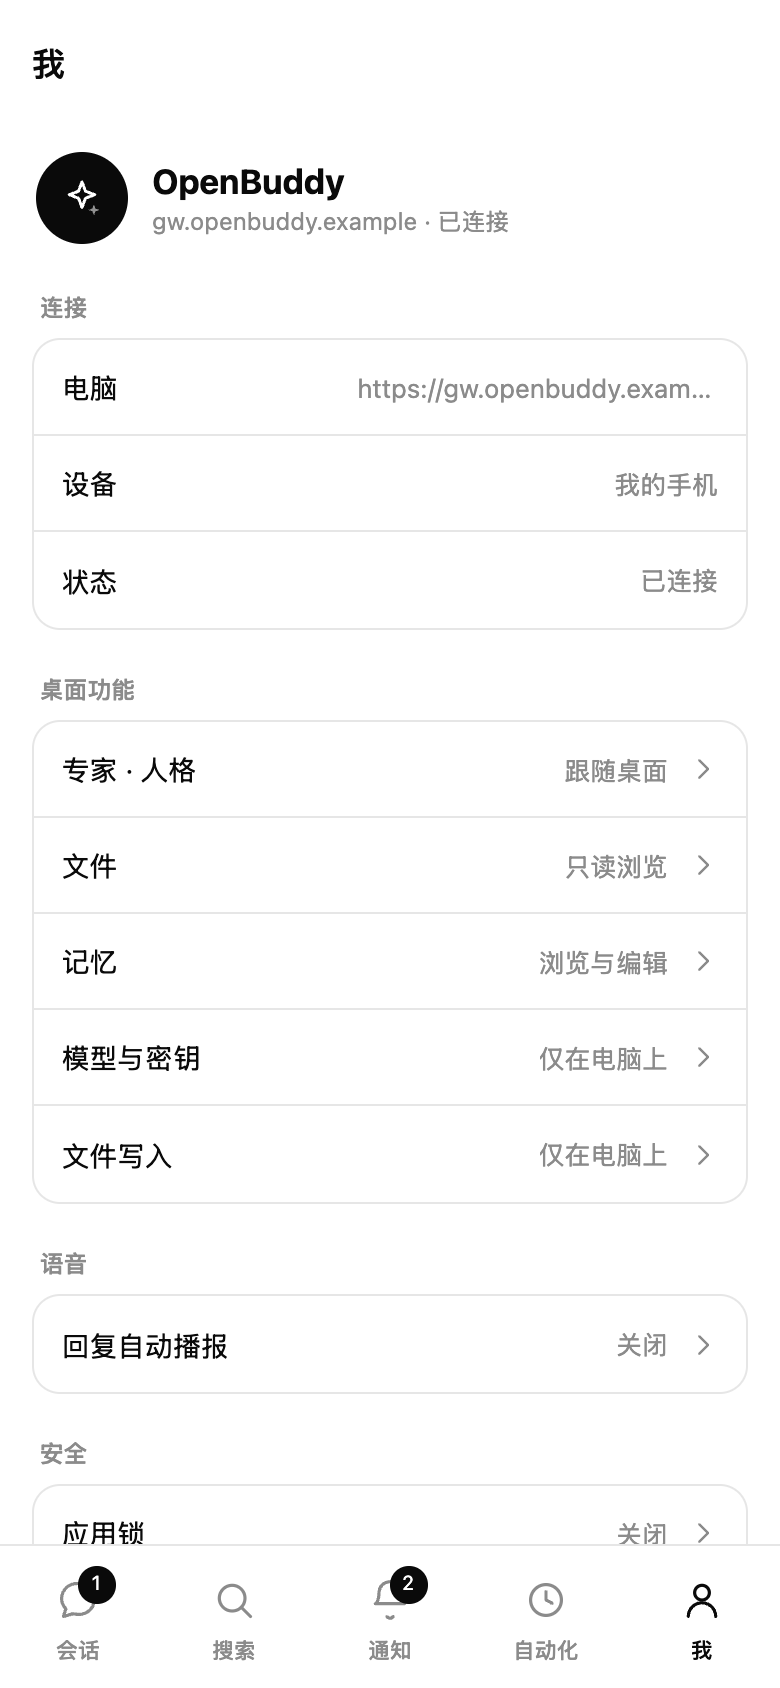 我
OpenBuddy
gw.openbuddy.example · 已连接
连接
电脑 https://gw.openbuddy.exam...
设备 我的手机
状态 已连接
桌面功能
专家 · 人格 跟随桌面
文件 只读浏览
记忆 浏览与编辑
模型与密钥 仅在电脑上
文件写入 仅在电脑上
语音
回复自动播报 关闭
安全
应用锁 关闭
1 2
会话 搜索 通知 自动化 我